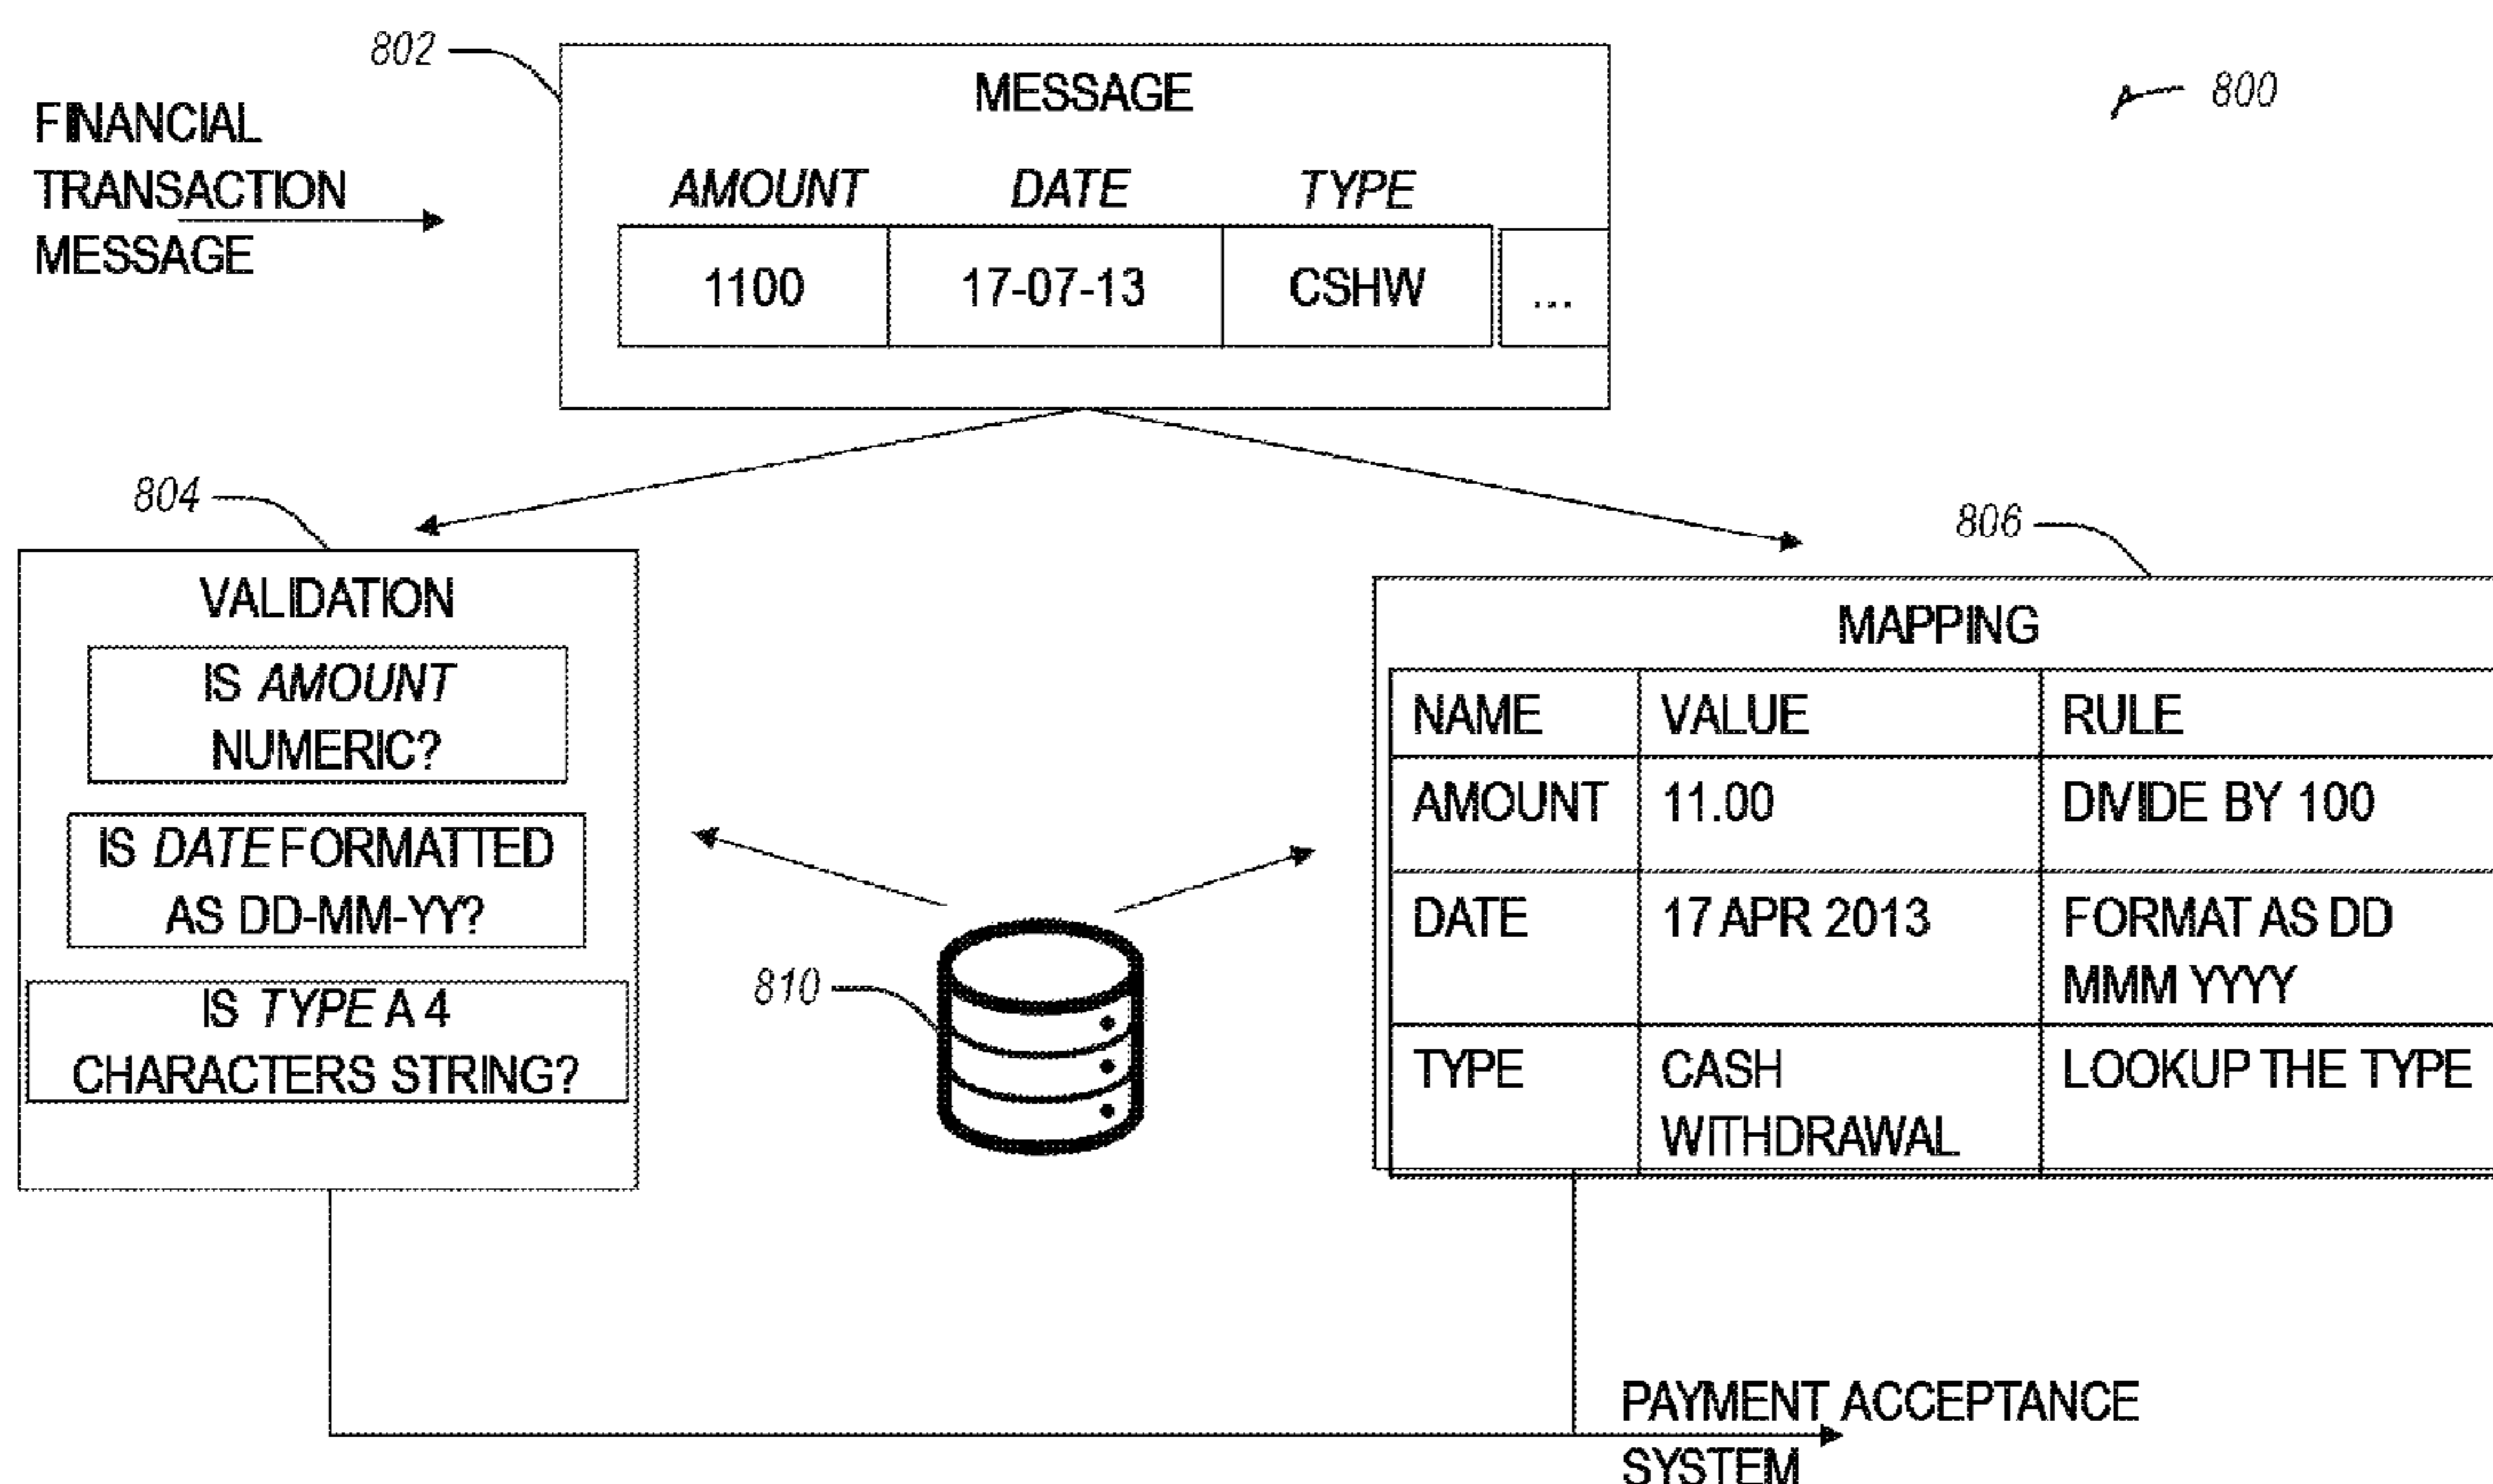 802
800
FINANCIAL
TRANSACTION
MESSAGE
MESSAGE
AMOUNT DATE TYPE
1100 17-07-13 CSHW ...
804
806
VALIDATION
IS AMOUNT
NUMERIC?
IS DATE FORMATTED
AS DD-MM-YY?
IS TYPE A 4
CHARACTERS STRING?
810
MAPPING
NAME VALUE RULE
AMOUNT 11.00 DIVIDE BY 100
DATE 17 APR 2013 FORMAT AS DD
MMM YYYY
TYPE CASH LOOKUP THE TYPE
WITHDRAWAL
PAYMENT ACCEPTANCE
SYSTEM